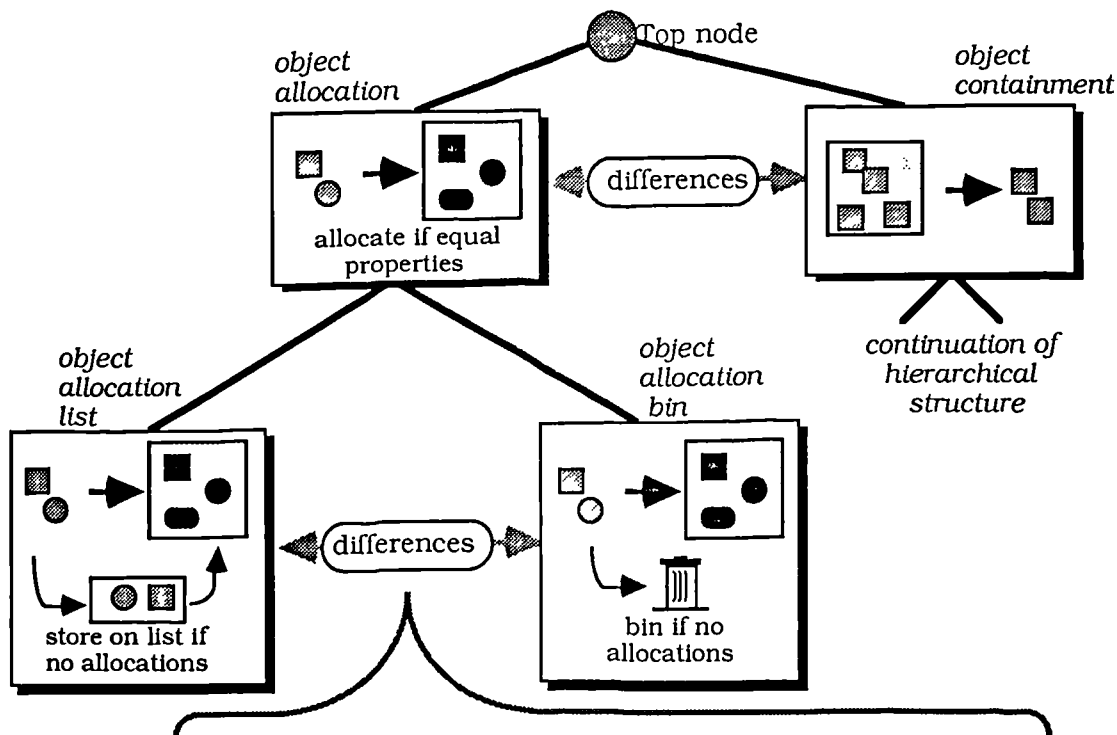 Top node
object
allocation
object
containment
differences
allocate if equal
properties
object
allocation
list
object
allocation
bin
continuation of
hierarchical
structure
differences
store on list if
no allocations
bin if no
allocations